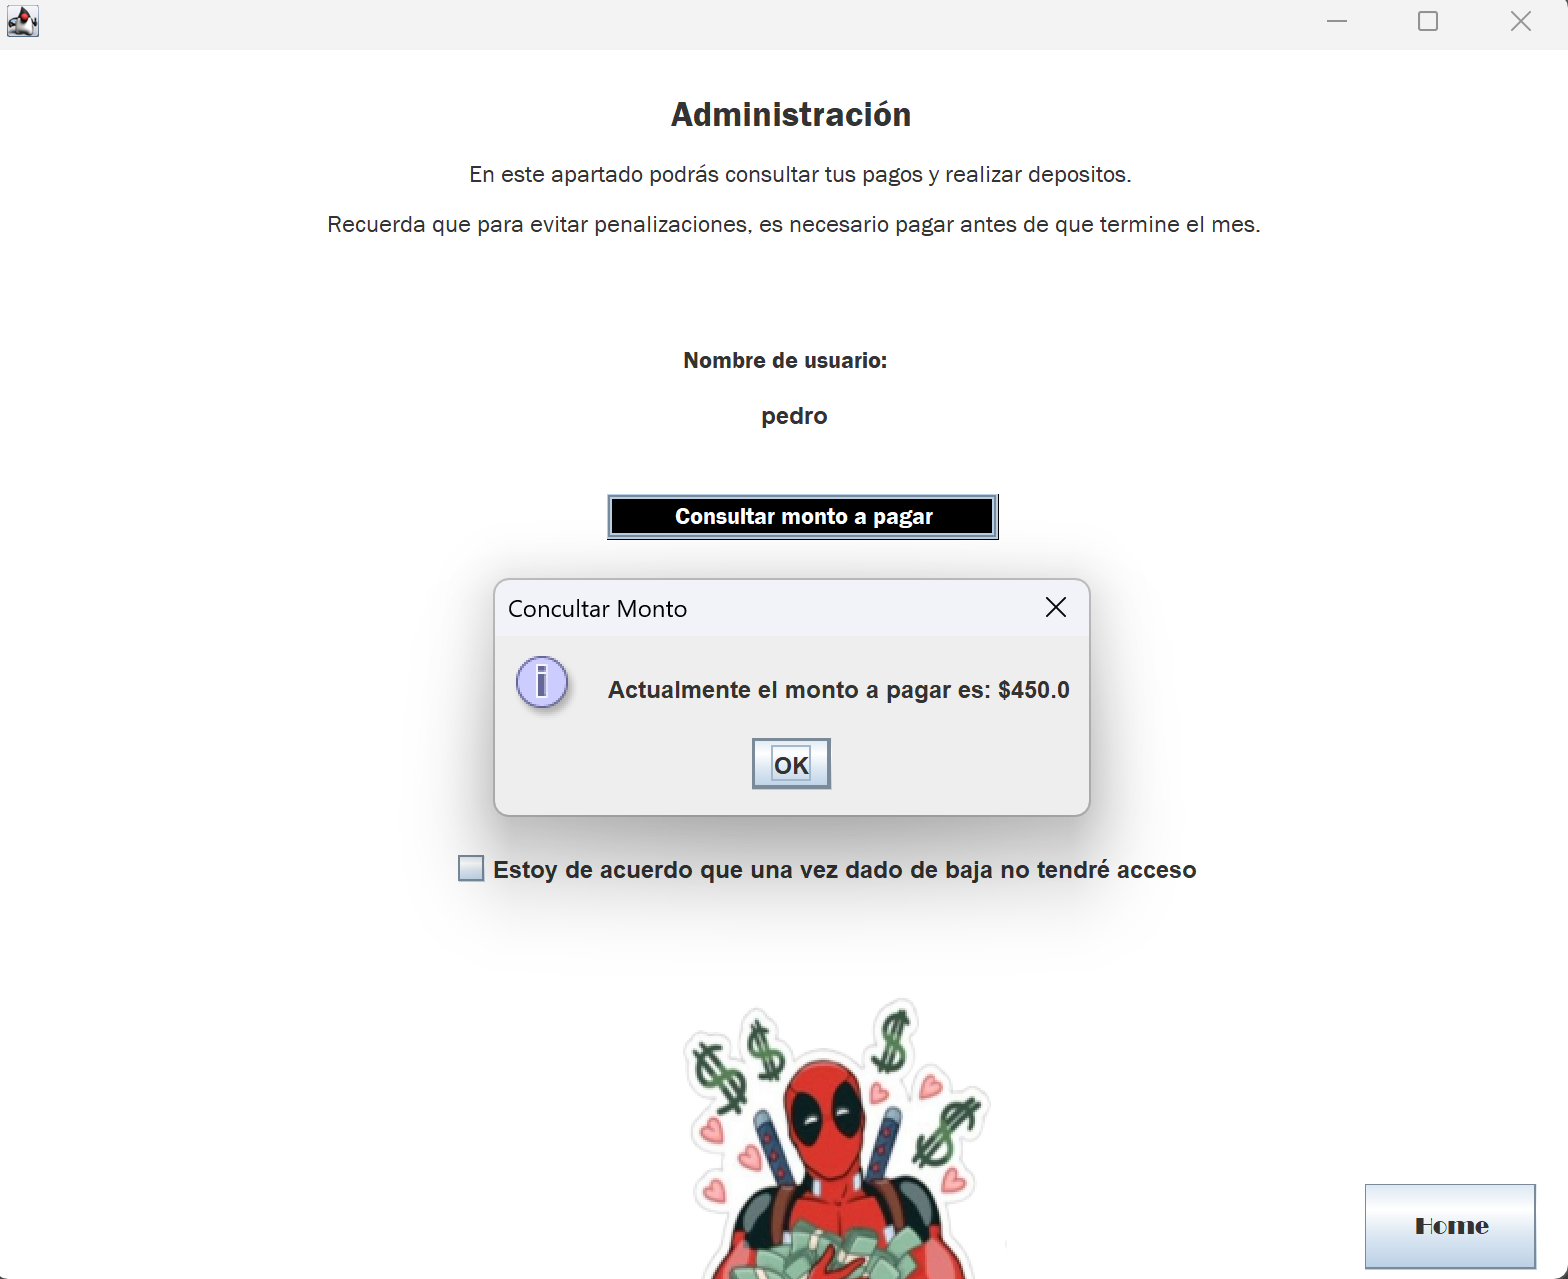 Administración
En este apartado podrás consultar tus pagos y realizar depositos.
Recuerda que para evitar penalizaciones, es necesario pagar antes de que termine el mes.
Nombre de usuario:
pedro
Consultar monto a pagar
Concultar Monto
Actualmente el monto a pagar es: $450.0
OK
Estoy de acuerdo que una vez dado de baja no tendré acceso
Home